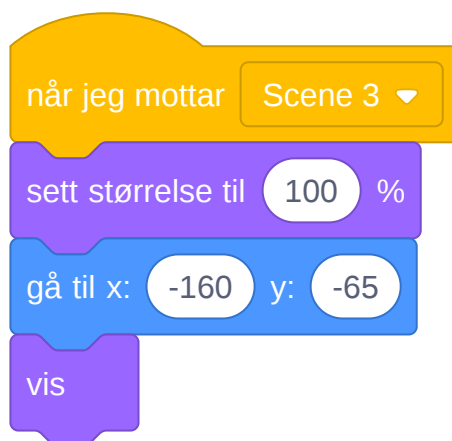 når jeg mottar Scene 3
sett størrelse til 100 %
gå til x: -160 y: -65
vis